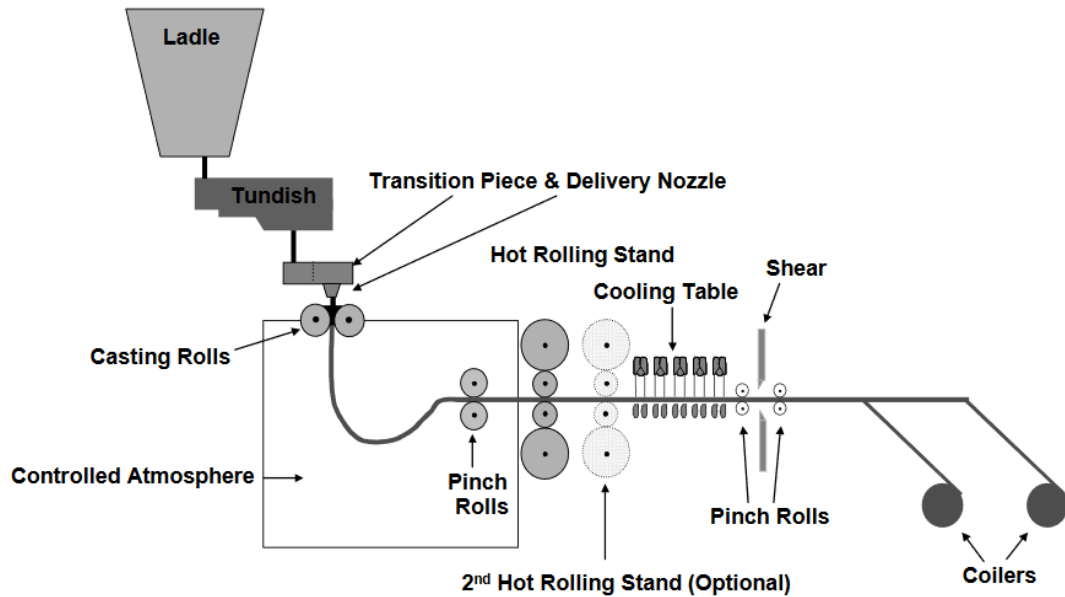 Ladle
Tundish
Transition Piece & Delivery Nozzle
Hot Rolling Stand
Shear
Cooling Table
Casting Rolls
Controlled Atmosphere
Pinch
Rolls
Pinch Rolls
2nd Hot Rolling Stand (Optional)
Coilers